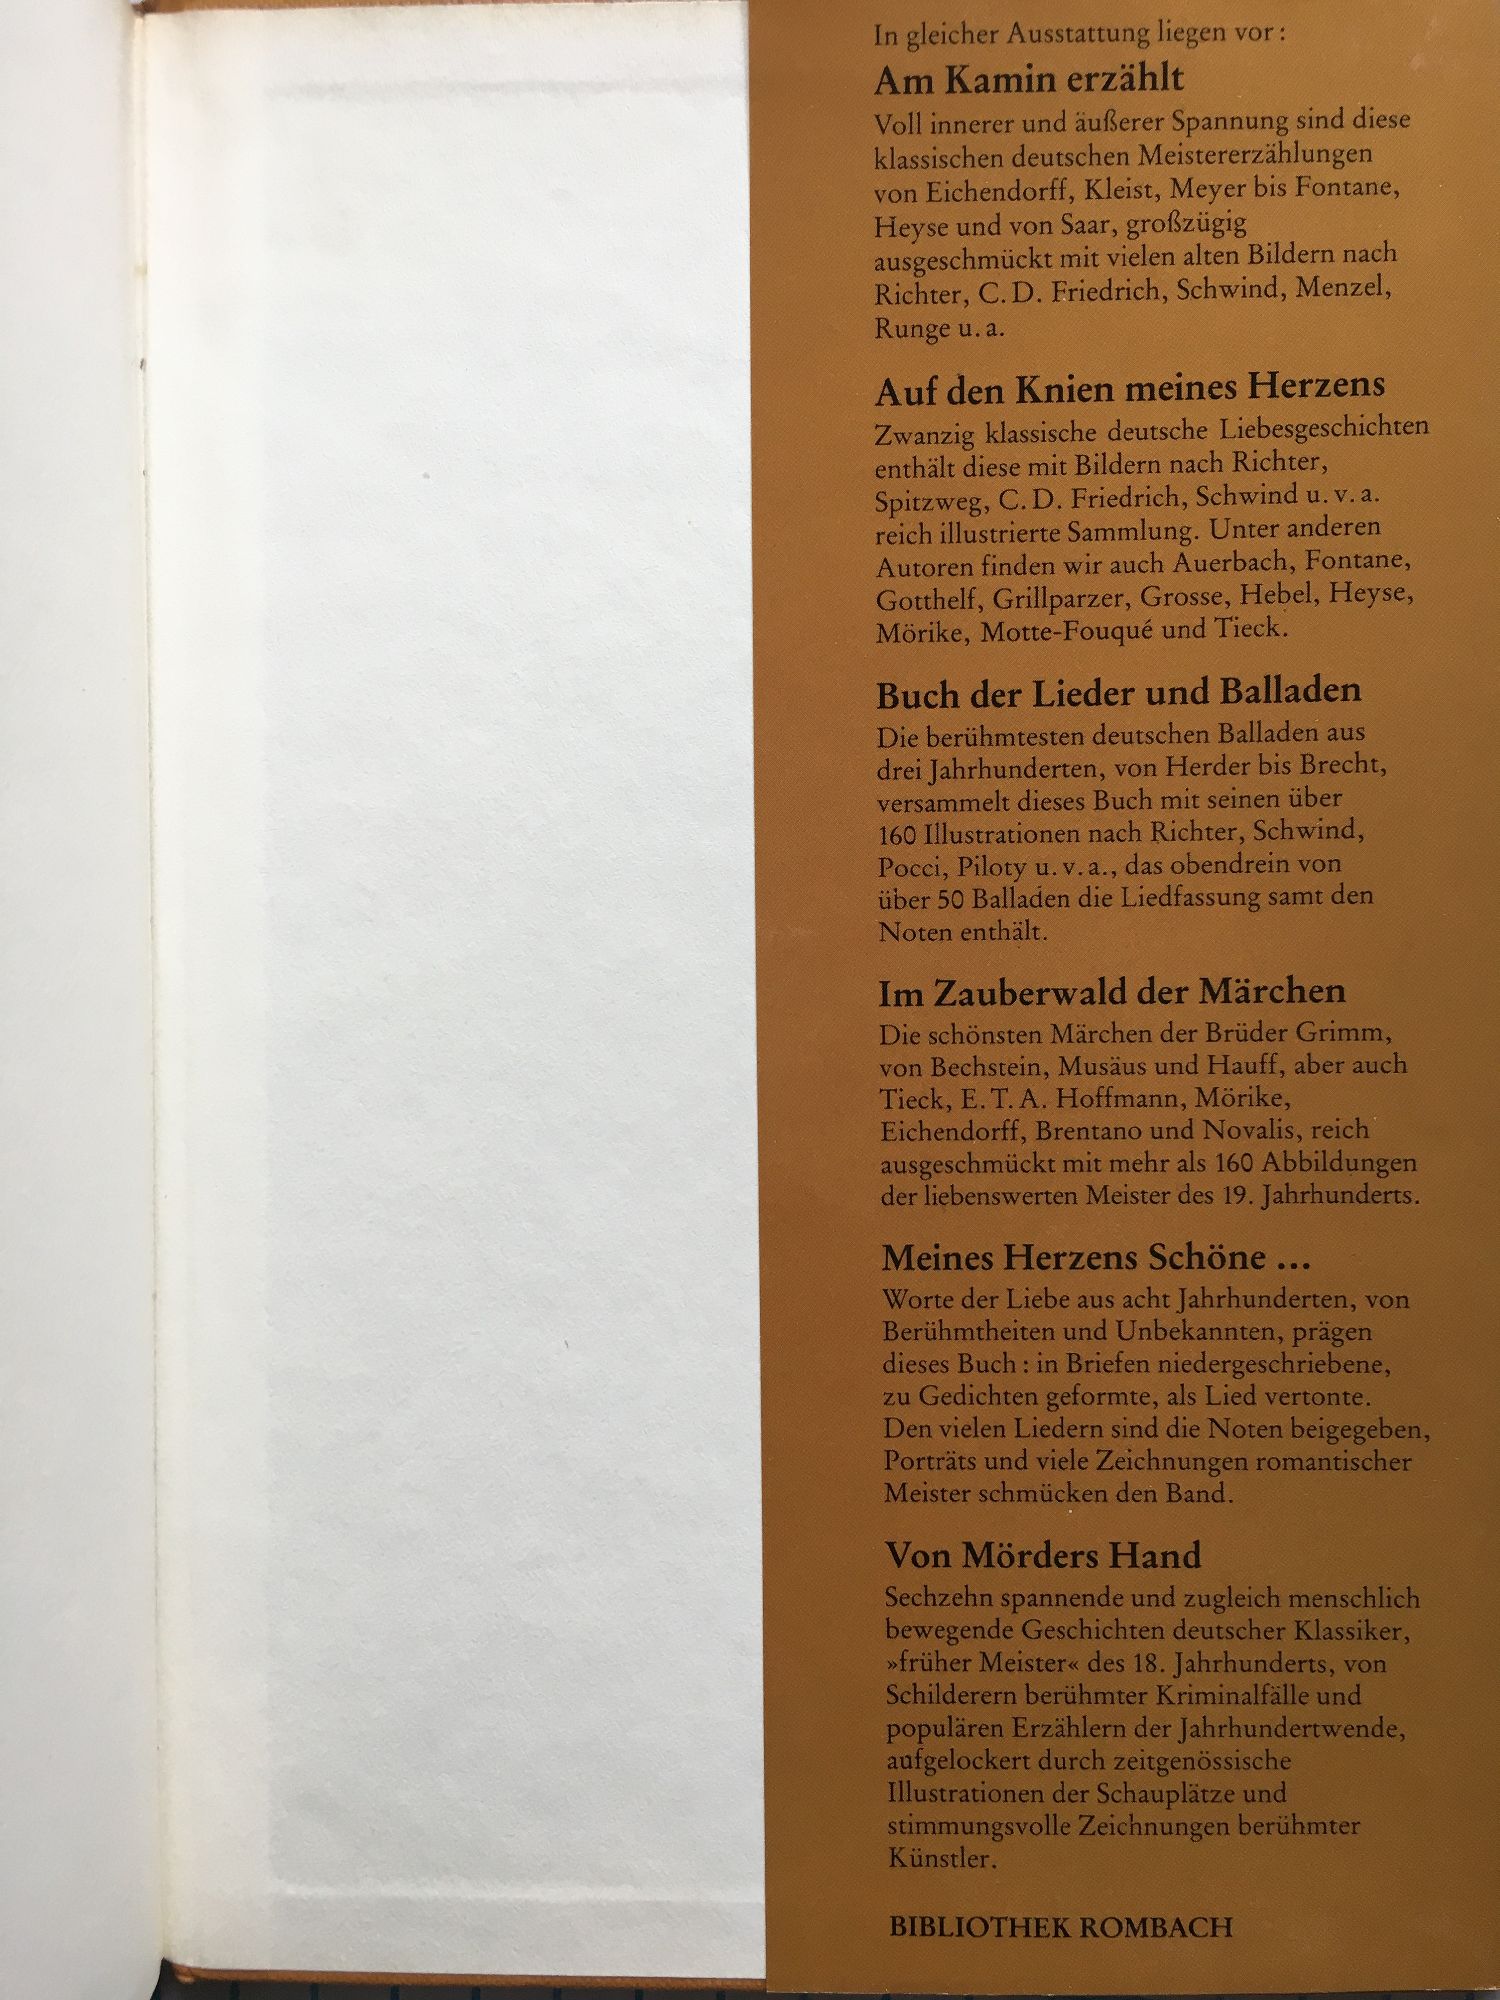 In gleicher Ausstattung liegen vor:
Am Kamin erzählt
Voll innerer und äußerer Spannung sind diese
klassischen deutschen Meistererzählungen
von Eichendorff, Kleist, Meyer bis Fontane,
Heyse und von Saar, großzügig
ausgeschmückt mit vielen alten Bildern nach
Richter, C. D. Friedrich, Schwind, Menzel,
Runge u. a.
Auf den Knien meines Herzens
Zwanzig klassische deutsche Liebesgeschichten
enthält diese mit Bildern nach Richter,
Spitzweg, C. D. Friedrich, Schwind u. v. a.
reich illustrierte Sammlung. Unter anderen
Autoren finden wir auch Auerbach, Fontane,
Gotthelf, Grillparzer, Grosse, Hebel, Heyse,
Mörike, Motte-Fouqué und Tieck.
Buch der Lieder und Balladen
Die berühmtesten deutschen Balladen aus
drei Jahrhunderten, von Herder bis Brecht,
versammelt dieses Buch mit seinen über
160 Illustrationen nach Richter, Schwind,
Pocci, Piloty u. v. a., das obendrein von
über 50 Balladen die Liedfassung samt den
Noten enthält.
Im Zauberwald der Märchen
Die schönsten Märchen der Brüder Grimm,
von Bechstein, Musäus und Hauff, aber auch
Tieck, E. T. A. Hoffmann, Mörike,
Eichendorff, Brentano und Novalis, reich
ausgeschmückt mit mehr als 160 Abbildungen
der liebenswerten Meister des 19. Jahrhunderts.
Meines Herzens Schöne ...
Worte der Liebe aus acht Jahrhunderten, von
Berühmtheiten und Unbekannten, prägen
dieses Buch: in Briefen niedergeschriebene,
zu Gedichten geformte, als Lied vertonte.
Den vielen Liedern sind die Noten beigegeben,
Porträts und viele Zeichnungen romantischer
Meister schmücken den Band.
Von Mörders Hand
Sechzehn spannende und zugleich menschlich
bewegende Geschichten deutscher Klassiker,
»früher Meister« des 18. Jahrhunderts, von
Schilderern berühmter Kriminalfälle und
populären Erzählern der Jahrhundertwende,
aufgelockert durch zeitgenössische
Illustrationen der Schauplätze und
stimmungsvolle Zeichnungen berühmter
Künstler.
BIBLIOTHEK ROMBACH